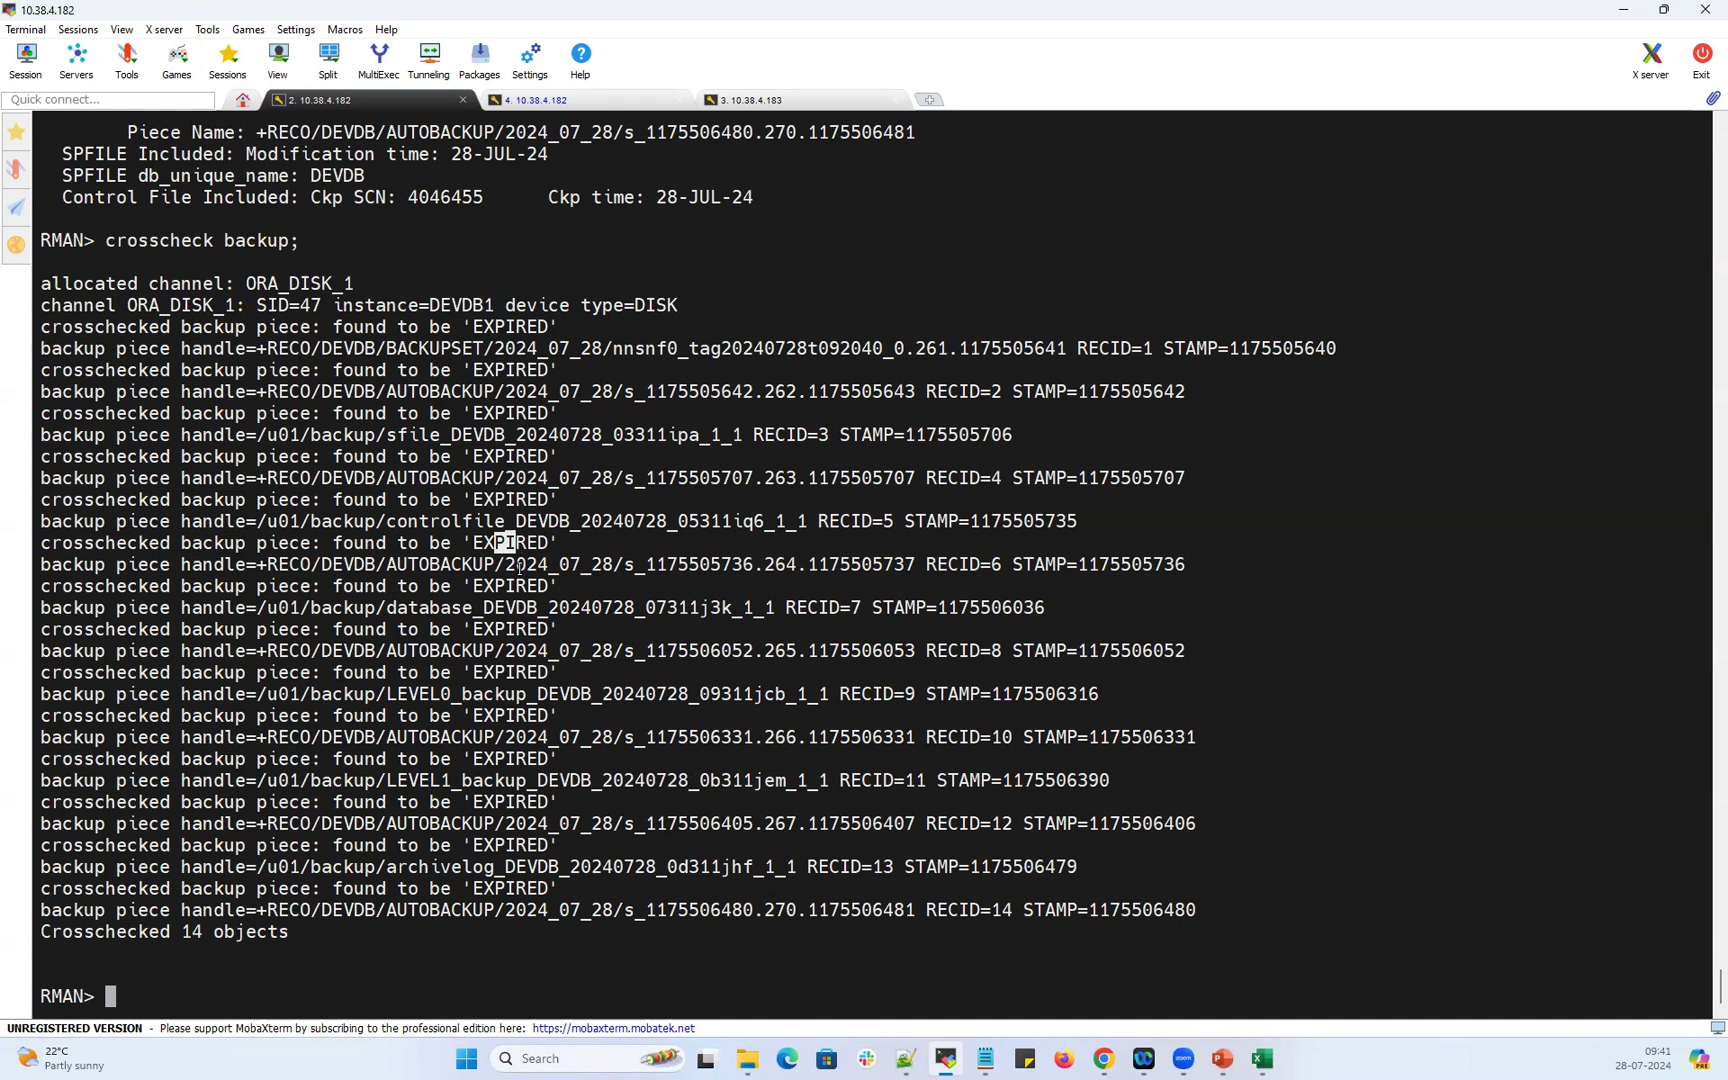 10.38.4.182
Terminal Sessions View X server Tools Games Settings Macros Help
Session Servers Tools Games Sessions View Split MultiExec Tunneling Packages Settings Help X server Exit
Quick connect... 2. 10.38.4.182 4. 10.38.4.182 3. 10.38.4.183
Piece Name: +RECO/DEVDB/AUTOBACKUP/2024_07_28/s_1175506480.270.1175506481
SPFILE Included: Modification time: 28-JUL-24
SPFILE db_unique_name: DEVDB
Control File Included: Ckp SCN: 4046455 Ckp time: 28-JUL-24
RMAN> crosscheck backup;
allocated channel: ORA_DISK_1
channel ORA_DISK_1: SID=47 instance=DEVDB1 device type=DISK
crosschecked backup piece: found to be 'EXPIRED'
backup piece handle=+RECO/DEVDB/BACKUPSET/2024_07_28/nnsnf0_tag20240728t092040_0.261.1175505641 RECID=1 STAMP=1175505640
crosschecked backup piece: found to be 'EXPIRED'
backup piece handle=+RECO/DEVDB/AUTOBACKUP/2024_07_28/s_1175505642.262.1175505643 RECID=2 STAMP=1175505642
crosschecked backup piece: found to be 'EXPIRED'
backup piece handle=/u01/backup/sfile_DEVDB_20240728_03311ipa_1_1 RECID=3 STAMP=1175505706
crosschecked backup piece: found to be 'EXPIRED'
backup piece handle=+RECO/DEVDB/AUTOBACKUP/2024_07_28/s_1175505707.263.1175505707 RECID=4 STAMP=1175505707
crosschecked backup piece: found to be 'EXPIRED'
backup piece handle=/u01/backup/controlfile_DEVDB_20240728_05311iq6_1_1 RECID=5 STAMP=1175505735
crosschecked backup piece: found to be 'EXPIRED'
backup piece handle=+RECO/DEVDB/AUTOBACKUP/2024_07_28/s_1175505736.264.1175505737 RECID=6 STAMP=1175505736
crosschecked backup piece: found to be 'EXPIRED'
backup piece handle=/u01/backup/database_DEVDB_20240728_07311j3k_1_1 RECID=7 STAMP=1175506036
crosschecked backup piece: found to be 'EXPIRED'
backup piece handle=+RECO/DEVDB/AUTOBACKUP/2024_07_28/s_1175506052.265.1175506053 RECID=8 STAMP=1175506052
crosschecked backup piece: found to be 'EXPIRED'
backup piece handle=/u01/backup/LEVEL0_backup_DEVDB_20240728_09311jcb_1_1 RECID=9 STAMP=1175506316
crosschecked backup piece: found to be 'EXPIRED'
backup piece handle=+RECO/DEVDB/AUTOBACKUP/2024_07_28/s_1175506331.266.1175506331 RECID=10 STAMP=1175506331
crosschecked backup piece: found to be 'EXPIRED'
backup piece handle=/u01/backup/LEVEL1_backup_DEVDB_20240728_0b311jem_1_1 RECID=11 STAMP=1175506390
crosschecked backup piece: found to be 'EXPIRED'
backup piece handle=+RECO/DEVDB/AUTOBACKUP/2024_07_28/s_1175506405.267.1175506407 RECID=12 STAMP=1175506406
crosschecked backup piece: found to be 'EXPIRED'
backup piece handle=/u01/backup/archivelog_DEVDB_20240728_0d311jhf_1_1 RECID=13 STAMP=1175506479
crosschecked backup piece: found to be 'EXPIRED'
backup piece handle=+RECO/DEVDB/AUTOBACKUP/2024_07_28/s_1175506480.270.1175506481 RECID=14 STAMP=1175506480
Crosschecked 14 objects
RMAN>
UNREGISTERED VERSION - Please support MobaXterm by subscribing to the professional edition here: https://mobaxterm.mobatek.net
22°C
Partly sunny
Search
09:41
28-07-2024